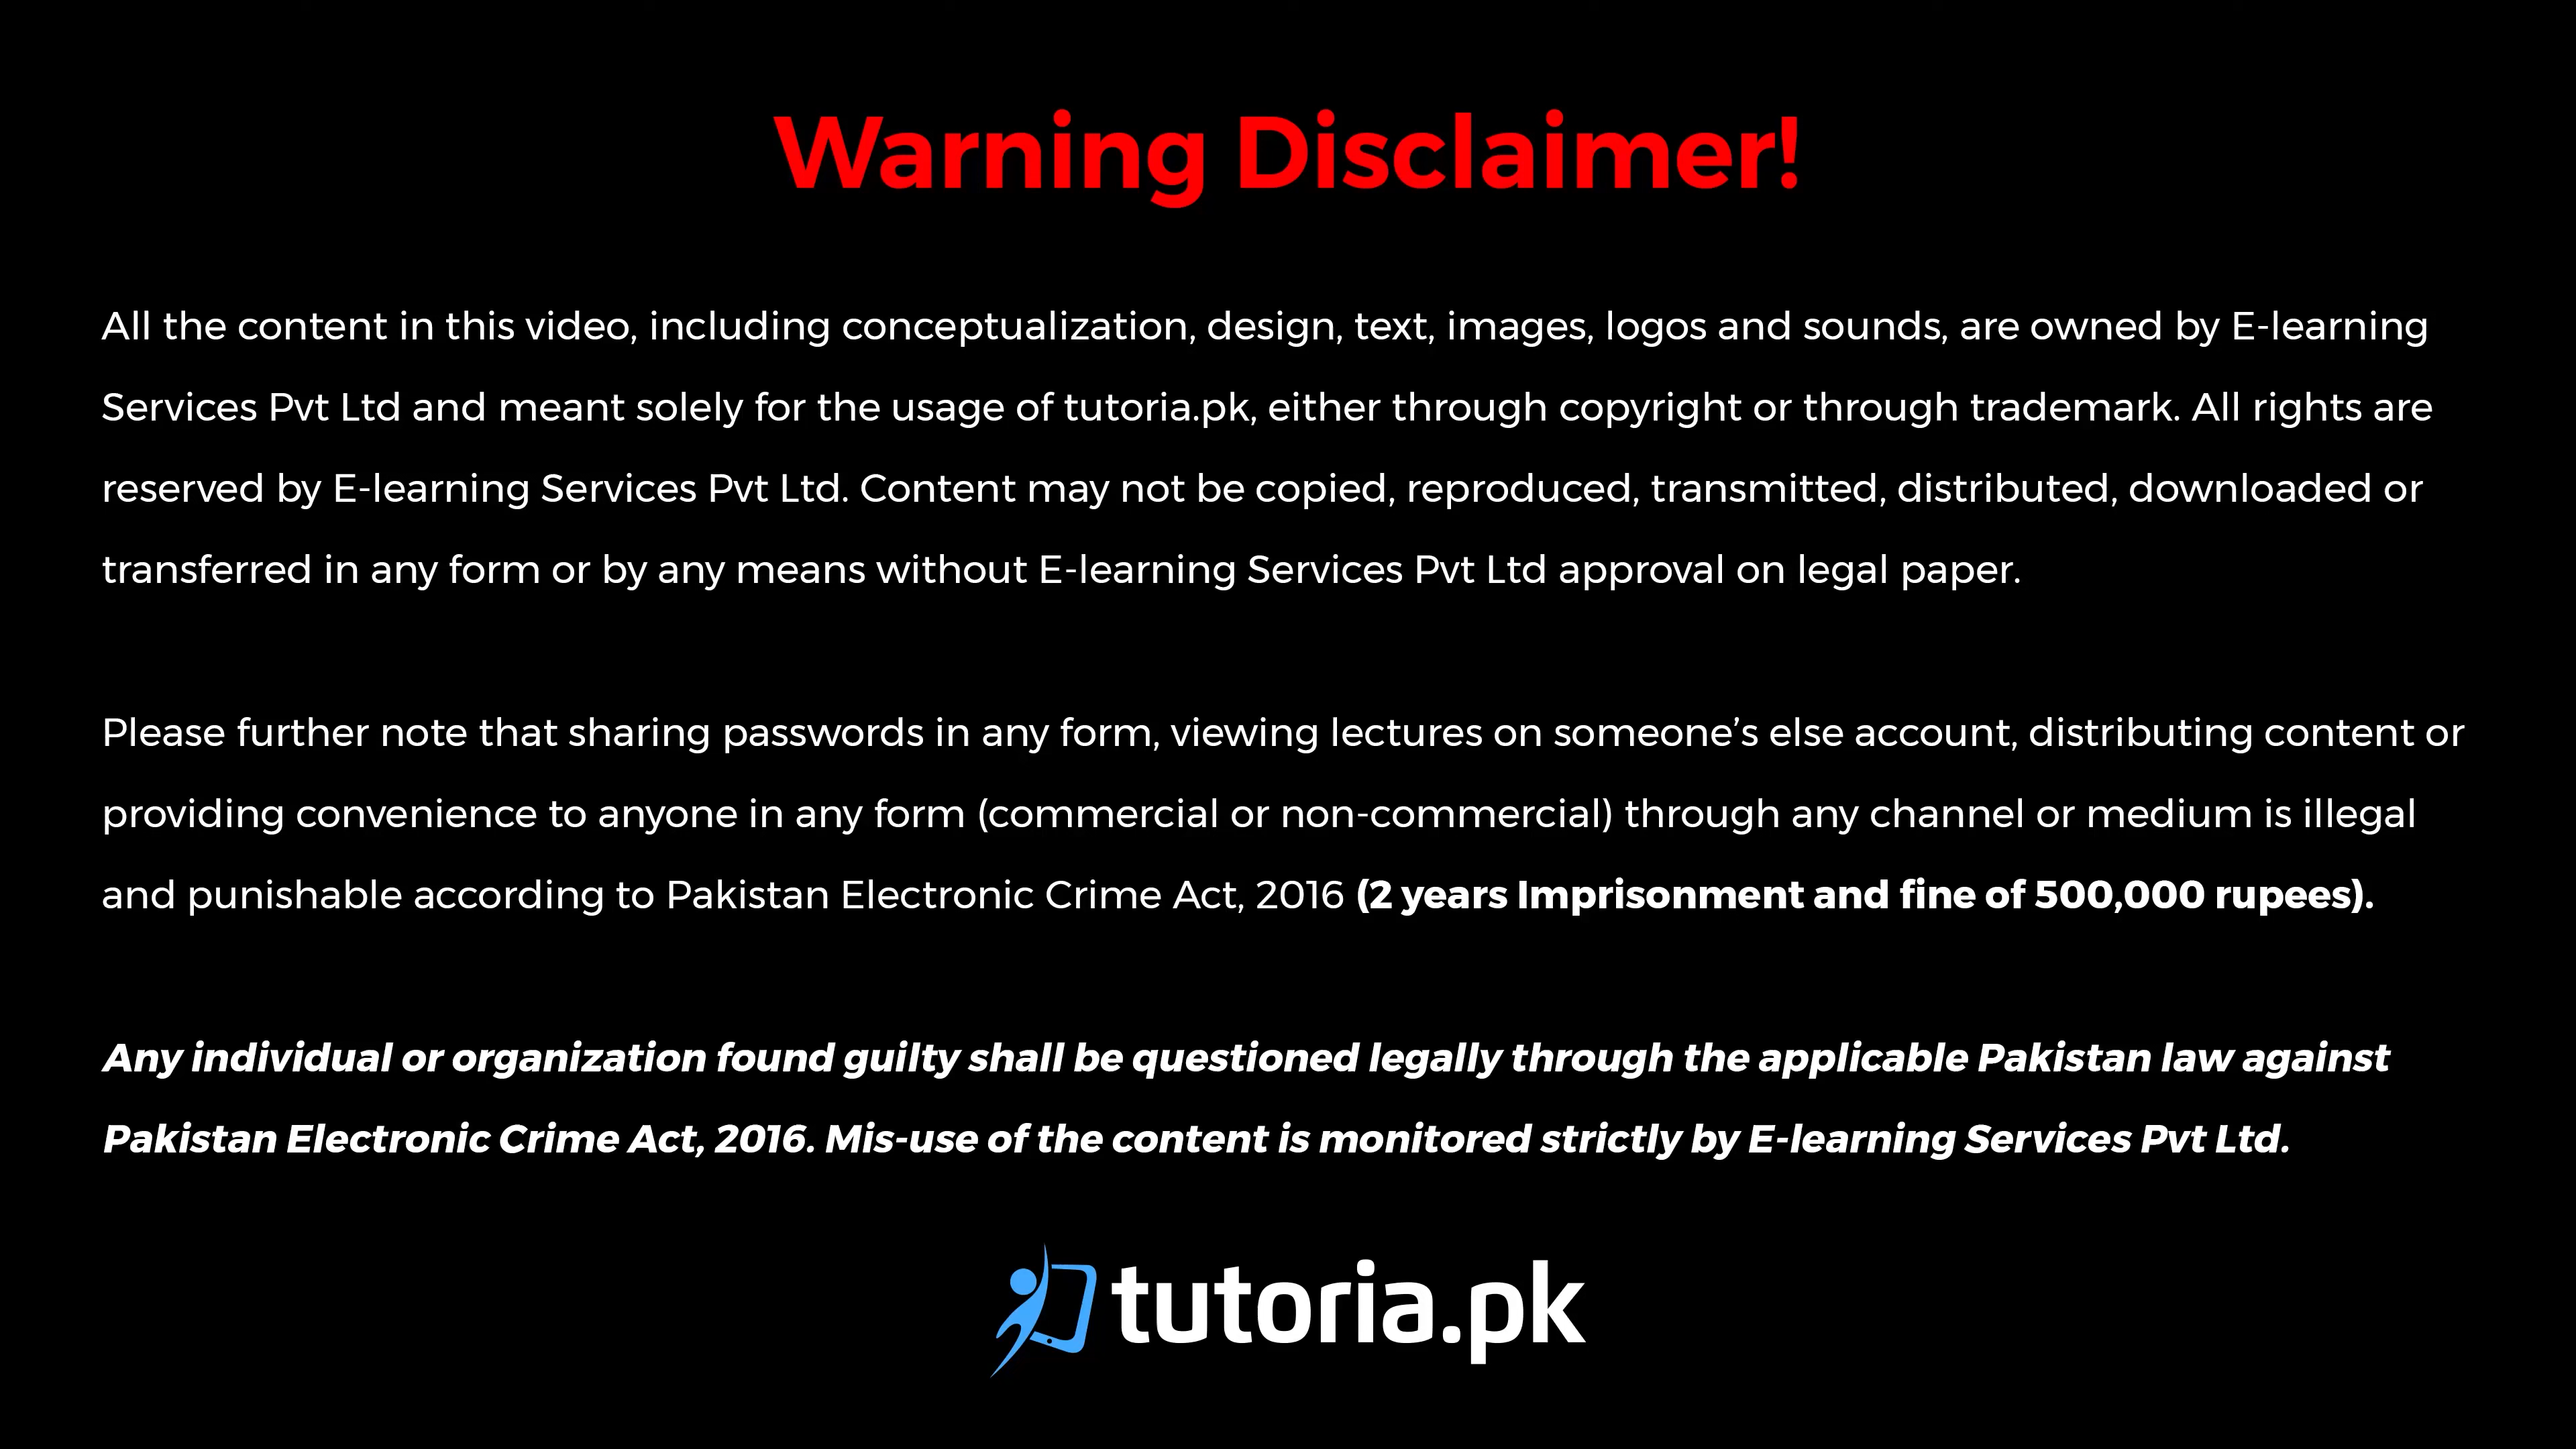 Warning Disclaimer!
All the content in this video, including conceptualization, design, text, images, logos and sounds, are owned by E-learning
Services Pvt Ltd and meant solely for the usage of tutoria.pk, either through copyright or through trademark. All rights are
reserved by E-learning Services Pvt Ltd. Content may not be copied, reproduced, transmitted, distributed, downloaded or
transferred in any form or by any means without E-learning Services Pvt Ltd approval on legal paper.
Please further note that sharing passwords in any form, viewing lectures on someone’s else account, distributing content or
providing convenience to anyone in any form (commercial or non-commercial) through any channel or medium is illegal
and punishable according to Pakistan Electronic Crime Act, 2016 (2 years Imprisonment and fine of 500,000 rupees).
Any individual or organization found guilty shall be questioned legally through the applicable Pakistan law against
Pakistan Electronic Crime Act, 2016. Mis-use of the content is monitored strictly by E-learning Services Pvt Ltd.
tutoria.pk